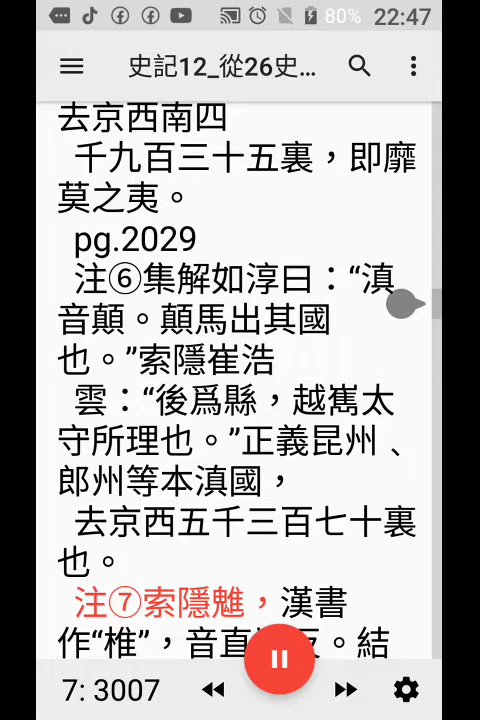 80% 22:47
史記12_從26史...
去京西南四
千九百三十五裏，即靡
莫之夷。
pg.2029
注⑥集解如淳曰：“滇
音顛。顛馬出其國
也。”索隱崔浩
雲：“後爲縣，越嶲太
守所理也。”正義昆州、
郎州等本滇國，
去京西五千三百七十裏
也。
注⑦索隱魋，漢書
作“椎”，音直 反。結
7: 3007